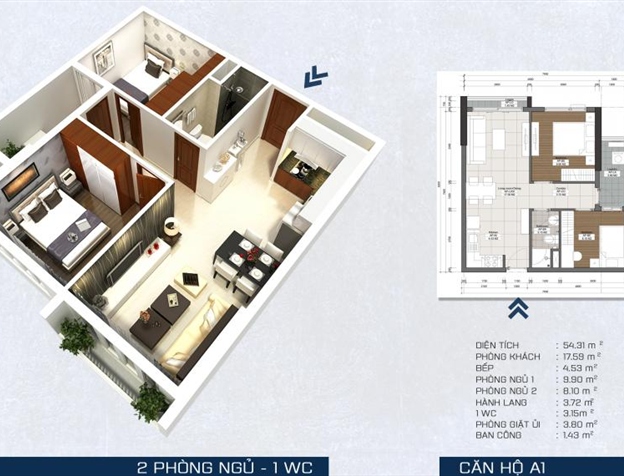 DIỆN TÍCH : 54.31 m²
PHÒNG KHÁCH : 17.59 m²
BẾP : 4.53 m²
PHÒNG NGỦ 1 : 9.90 m²
PHÒNG NGỦ 2 : 8.10 m²
HÀNH LANG : 3.72 m²
1 WC : 3.15m²
PHÒNG GIẶT ỦI : 3.80 m²
BAN CÔNG : 1.43 m²
2 PHÒNG NGỦ - 1 WC
CĂN HỘ A1